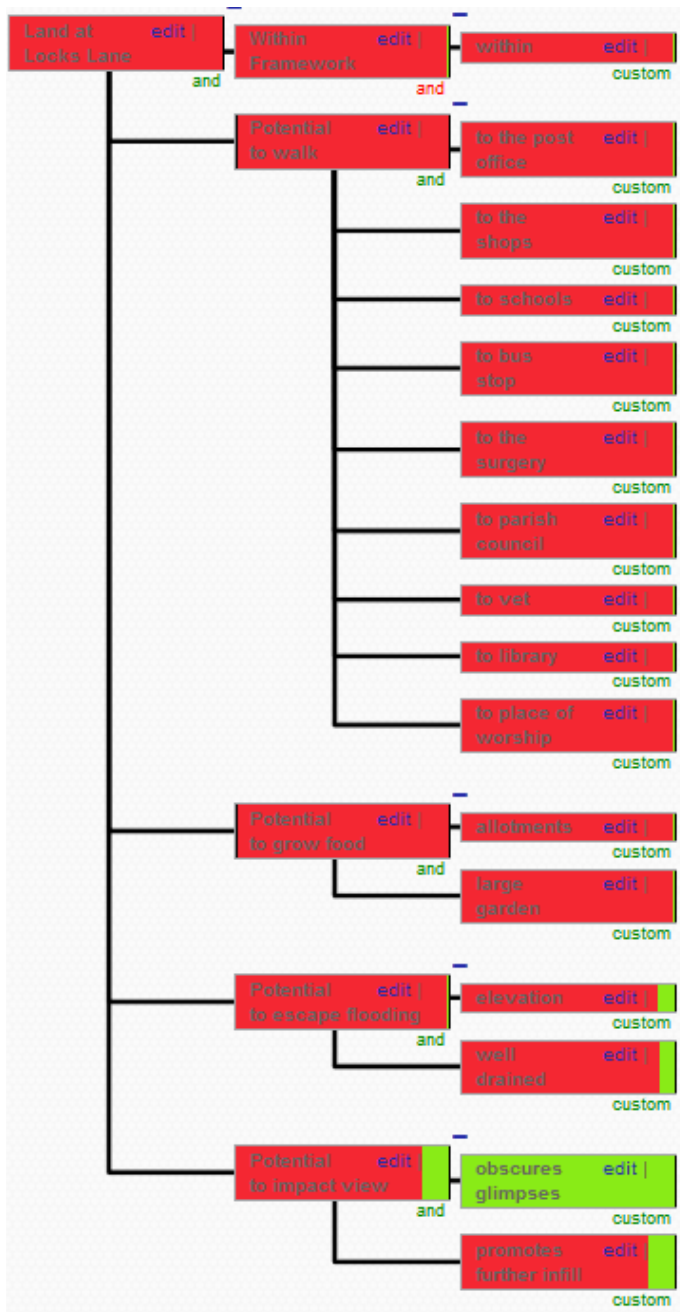 Land at edit |
Locks Lane
and
Within edit |
Framework
and
within edit |
custom
Potential edit |
to walk
and
to the post edit |
office
custom
to the edit |
shops
custom
to schools edit |
custom
to bus edit |
stop
custom
to the edit |
surgery
custom
to parish edit |
council
custom
to vet edit |
custom
to library edit |
custom
to place of edit |
worship
custom
Potential edit |
to grow food
and
allotments edit |
custom
large edit |
garden
custom
Potential edit |
to escape flooding
and
elevation edit |
custom
well edit |
drained
custom
Potential edit
to impact view
and
obscures edit |
glimpses
custom
promotes edit
further infill
custom